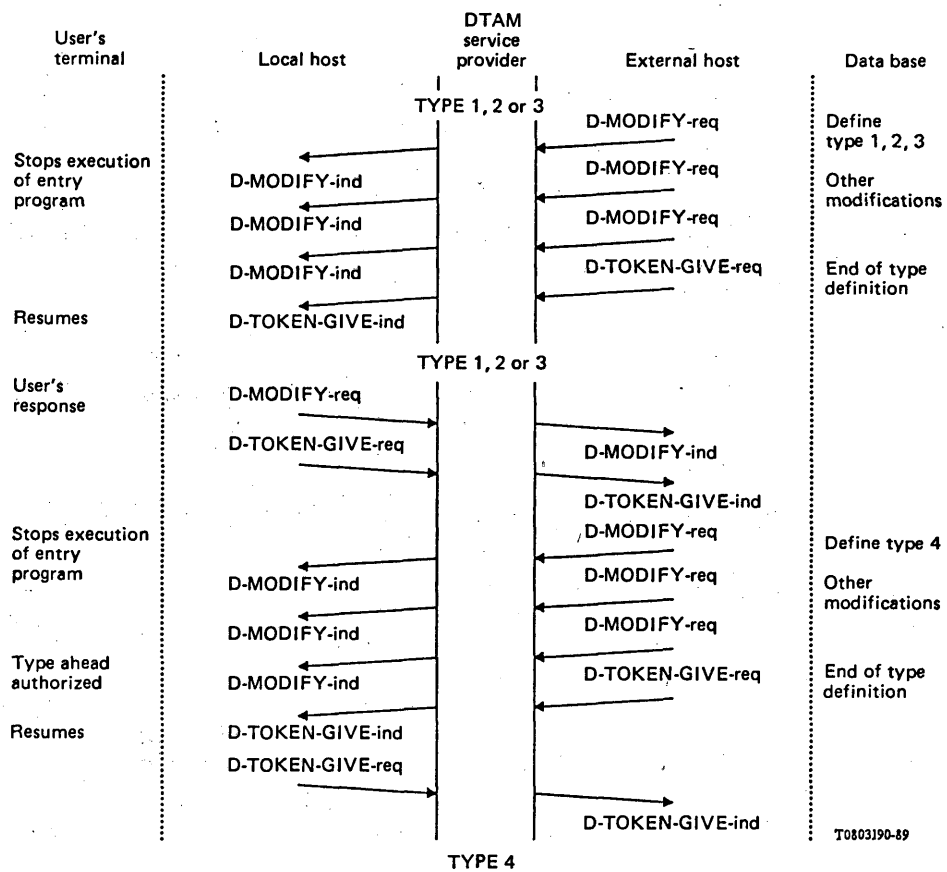 User's
terminal
Local host
DTAM
service
provider
External host
Data base
TYPE 1, 2 or 3
D-MODIFY-req
Define
type 1, 2, 3
Stops execution
of entry
program
D-MODIFY-ind
D-MODIFY-req
Other
modifications
D-MODIFY-ind
D-MODIFY-req
D-MODIFY-ind
D-TOKEN-GIVE-req
End of type
definition
Resumes
D-TOKEN-GIVE-ind
TYPE 1, 2 or 3
User's
response
D-MODIFY-req
D-TOKEN-GIVE-req
D-MODIFY-ind
D-TOKEN-GIVE-ind
Stops execution
of entry
program
D-MODIFY-req
Define type 4
D-MODIFY-ind
D-MODIFY-req
Other
modifications
D-MODIFY-ind
D-MODIFY-req
Type ahead
authorized
D-MODIFY-ind
D-TOKEN-GIVE-req
End of type
definition
Resumes
D-TOKEN-GIVE-ind
D-TOKEN-GIVE-req
D-TOKEN-GIVE-ind
T0803190-89
TYPE 4